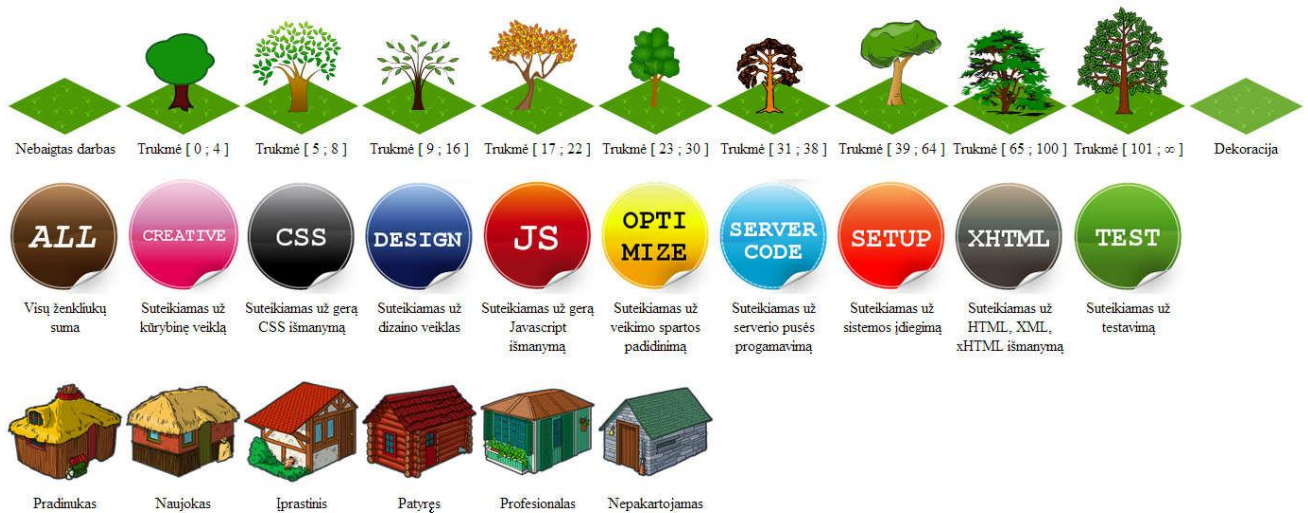 Nebaigtas darbas Trukmė [ 0 ; 4 ] Trukmė [ 5 ; 8 ] Trukmė [ 9 ; 16 ] Trukmė [ 17 ; 22 ] Trukmė [ 23 ; 30 ] Trukmė [ 31 ; 38 ] Trukmė [ 39 ; 64 ] Trukmė [ 65 ; 100 ] Trukmė [ 101 ; ∞ ] Dekoracija
ALL
CREATIVE
CSS
DESIGN
JS
OPTI
MIZE
SERVER
CODE
SETUP
XHTML
TEST
Visų ženkliukų
suma
Suteikiamas už
kūrybinę veiklą
Suteikiamas už gerą
CSS išmanymą
Suteikiamas už
dizaino veiklas
Suteikiamas už gerą
Javascript
išmanymą
Suteikiamas už
veikimo spartos
padidinimą
Suteikiamas už
serverio pusės
progamavimą
Suteikiamas už
sistemos įdiegimą
Suteikiamas už
HTML, XML,
xHTML išmanymą
Suteikiamas už
testavimą
Pradinukas Naujokas Įprastinis Patyręs Profesionalas Nepakartojamas